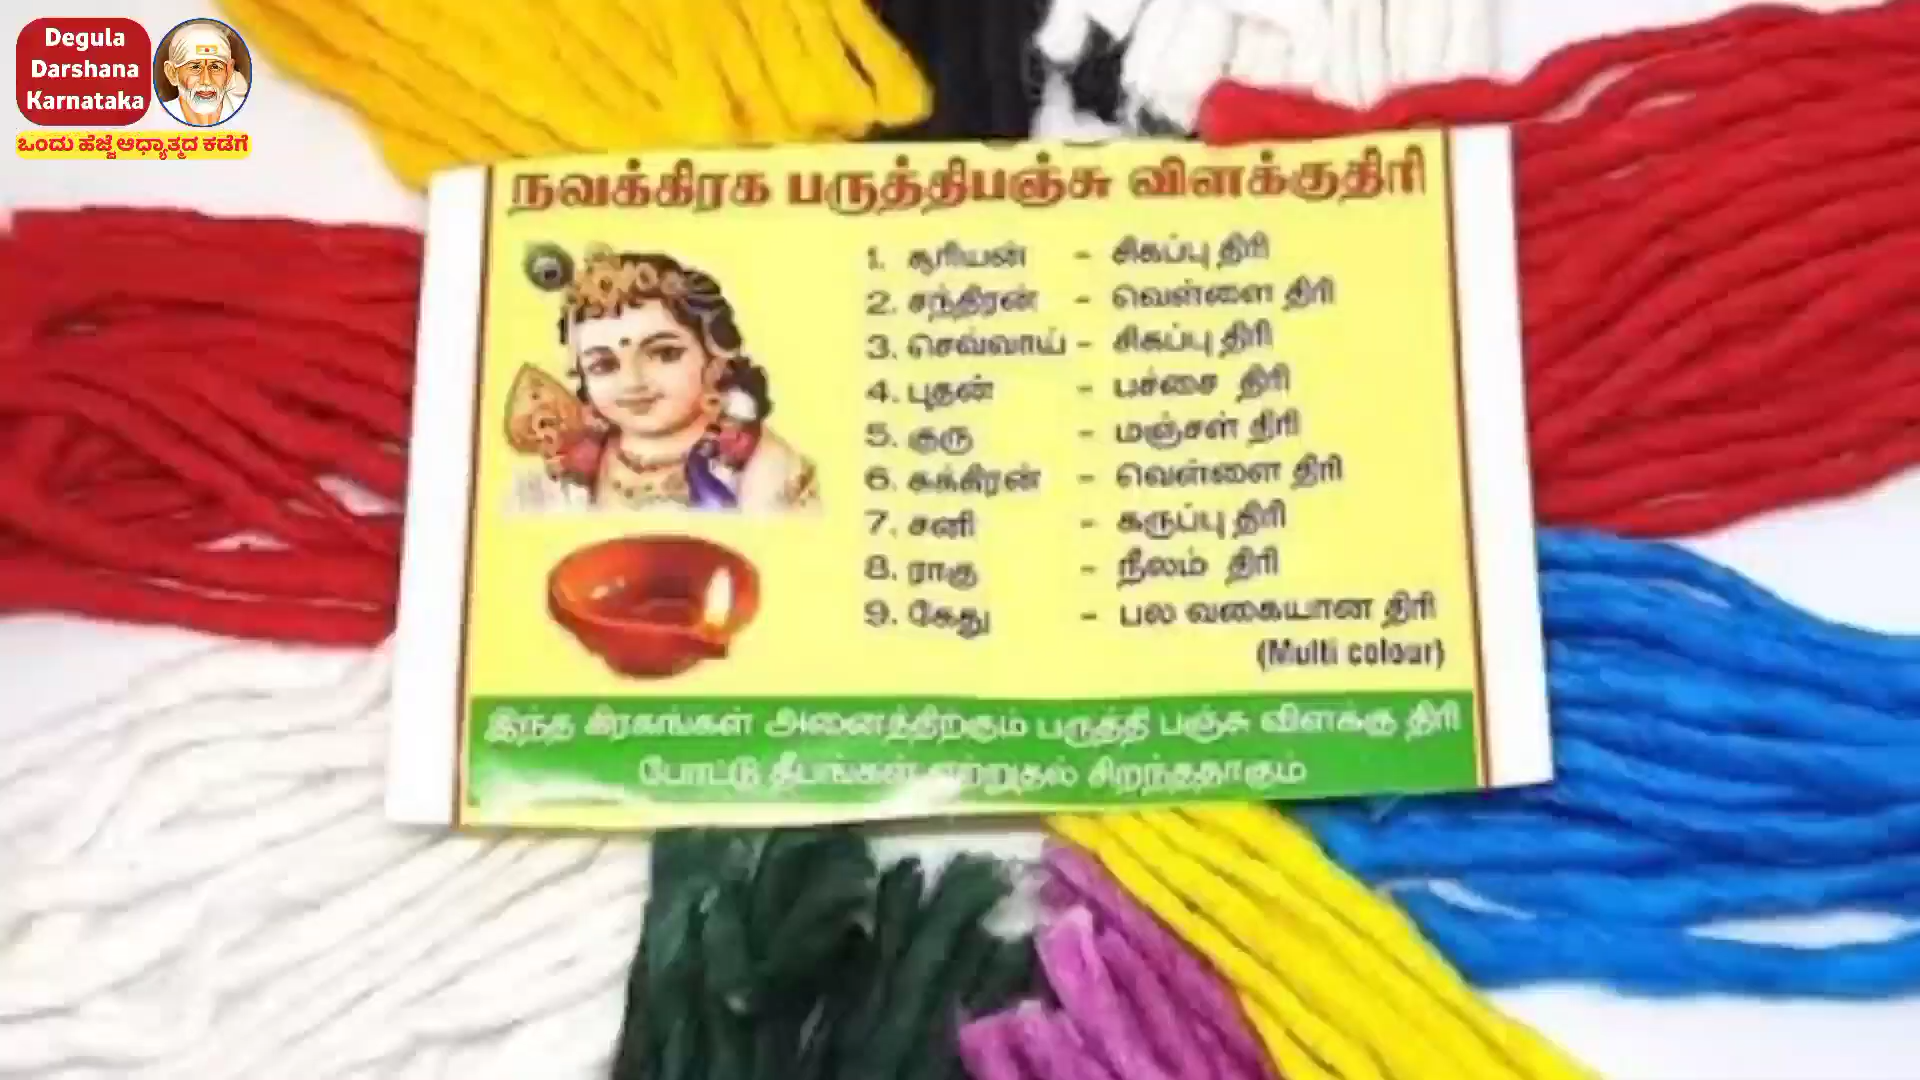 Degula
Darshana
Karnataka
ಒಂದು ಹೆಜ್ಜೆ ಆಧ್ಯಾತ್ಮದ ಕಡೆಗೆ
நவக்கிரக பருத்திபஞ்சு விளக்குதிரி
1. சூரியன் - சிகப்பு திரி
2. சந்திரன் - வெள்ளை திரி
3. செவ்வாய் - சிகப்பு திரி
4. புதன் - பச்சை திரி
5. குரு - மஞ்சள் திரி
6. சுக்கிரன் - வெள்ளை திரி
7. சனி - கருப்பு திரி
8. ராகு - நீலம் திரி
9. கேது - பல வகையான திரி
(Multi colour)
இந்த கிரகங்கள் அனைத்திற்கும் பருத்தி பஞ்சு விளக்கு திரி
போட்டு தீபங்கள் ஏற்றுதல் சிறந்ததாகும்